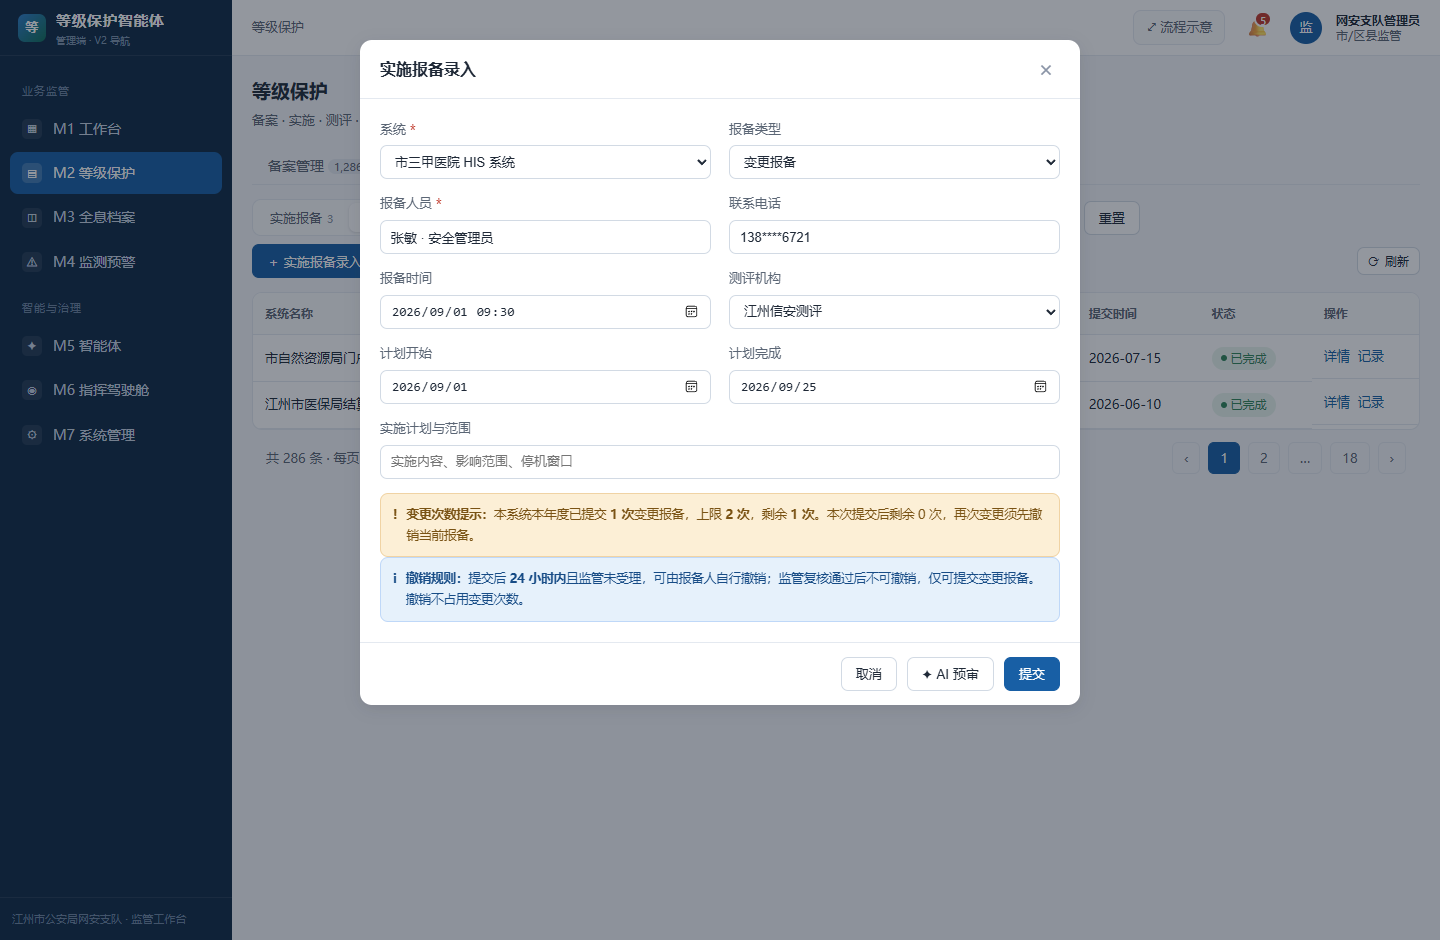 等 等级保护智能体
管理端 · V2 导航
业务监管
M1 工作台
M2 等级保护
M3 全息档案
M4 监测预警
智能与治理
M5 智能体
M6 指挥驾驶舱
M7 系统管理
江州市公安局网安支队 · 监管工作台
等级保护
流程示意
5
监
网安支队管理员
市/区县监管
等级保护
备案 · 实施 · 测评 ·
备案管理 1,286
实施报备 3
重置
+ 实施报备录入
刷新
系统名称 提交时间 状态 操作
市自然资源局门户 2026-07-15 已完成 详情 记录
江州市医保局结算 2026-06-10 已完成 详情 记录
共 286 条 · 每页
‹ 1 2 … 18 ›
实施报备录入
×
系统 * 报备类型
市三甲医院 HIS 系统 变更报备
报备人员 * 联系电话
张敏 · 安全管理员 138****6721
报备时间 测评机构
2026/09/01 09:30 江州信安测评
计划开始 计划完成
2026/09/01 2026/09/25
实施计划与范围
实施内容、影响范围、停机窗口
! 变更次数提示：本系统本年度已提交 1 次变更报备，上限 2 次，剩余 1 次。本次提交后剩余 0 次，再次变更须先撤
销当前报备。
i 撤销规则：提交后 24 小时内且监管未受理，可由报备人自行撤销；监管复核通过后不可撤销，仅可提交变更报备。
撤销不占用变更次数。
取消 AI 预审 提交